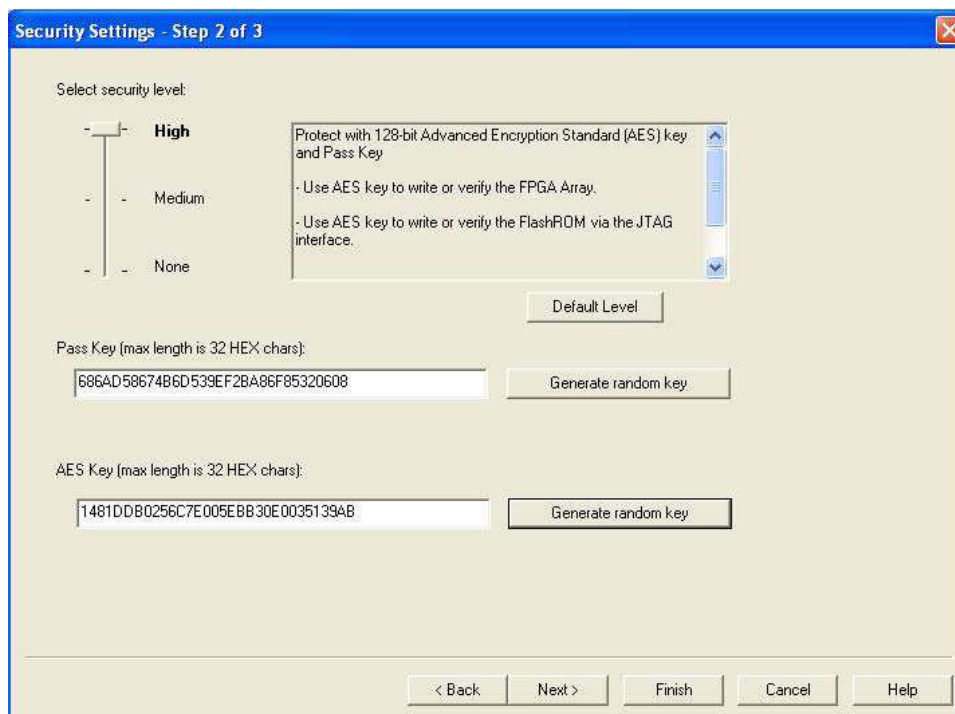 Security Settings - Step 2 of 3
Select security level:
High
Medium
None
Protect with 128-bit Advanced Encryption Standard (AES) key
and Pass Key
- Use AES key to write or verify the FPGA Array.
- Use AES key to write or verify the FlashROM via the JTAG
interface.
Default Level
Pass Key (max length is 32 HEX chars):
686AD58674B6D539EF2BA86F85320608
Generate random key
AES Key (max length is 32 HEX chars):
1481DDB0256C7E005EBB30E0035139AB
Generate random key
< Back
Next >
Finish
Cancel
Help